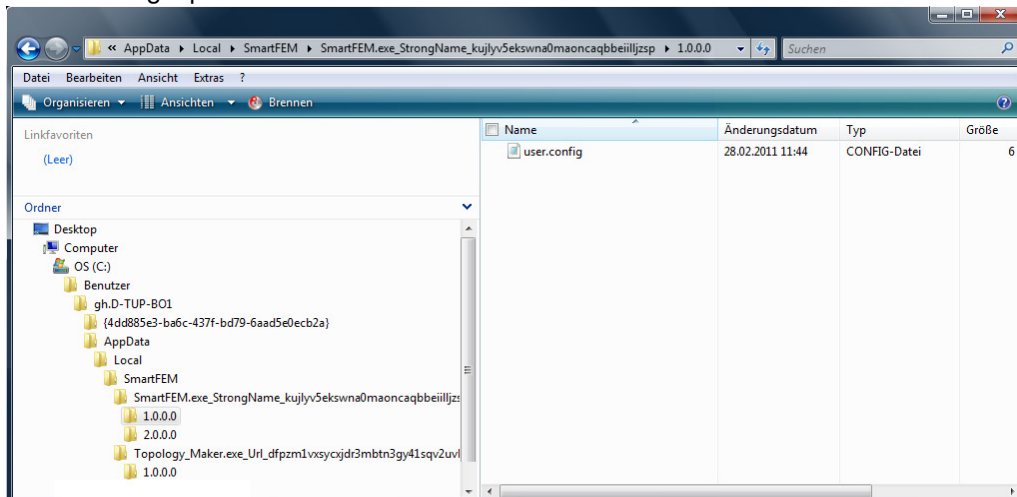 « AppData ▸ Local ▸ SmartFEM ▸ SmartFEM.exe_StrongName_kujlyv5ekswna0maoncaqbbeiilljzsp ▸ 1.0.0.0 Suchen
Datei Bearbeiten Ansicht Extras ?
Organisieren Ansichten Brennen
Linkfavoriten
(Leer)
Name Änderungsdatum Typ Größe
user.config 28.02.2011 11:44 CONFIG-Datei 6
Ordner
Desktop
Computer
OS (C:)
Benutzer
gh.D-TUP-BO1
{4dd885e3-ba6c-437f-bd79-6aad5e0ecb2a}
AppData
Local
SmartFEM
SmartFEM.exe_StrongName_kujlyv5ekswna0maoncaqbbeiilljzs
1.0.0.0
2.0.0.0
Topology_Maker.exe_Url_dfpzm1vxsycxjdr3mbtn3gy41sqv2uvl
1.0.0.0